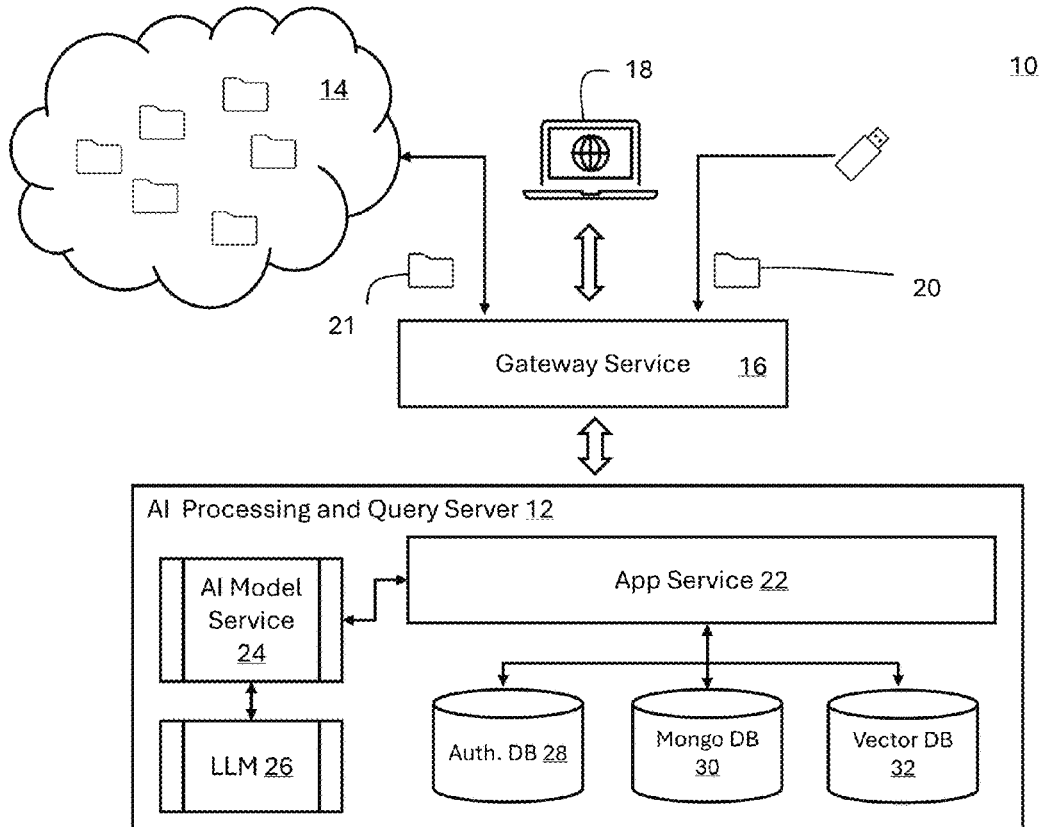 18
10
14
21
20
Gateway Service 16
AI Processing and Query Server 12
AI Model
Service
24
App Service 22
LLM 26
Auth. DB 28
Mongo DB
30
Vector DB
32